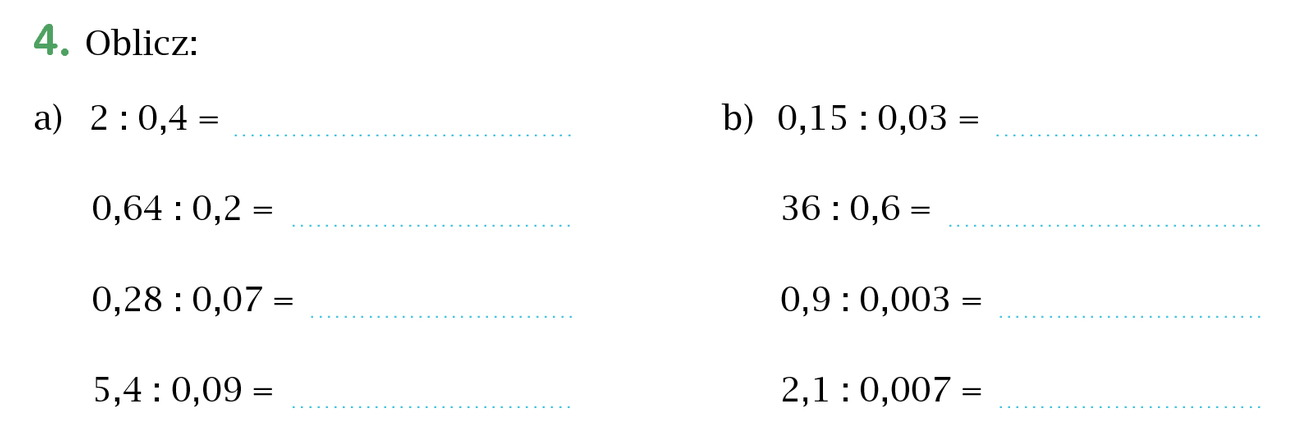 4. Oblicz:
a) 2 : 0,4 =
0,64 : 0,2 =
0,28 : 0,07 =
5,4 : 0,09 =
b) 0,15 : 0,03 =
36 : 0,6 =
0,9 : 0,003 =
2,1 : 0,007 =